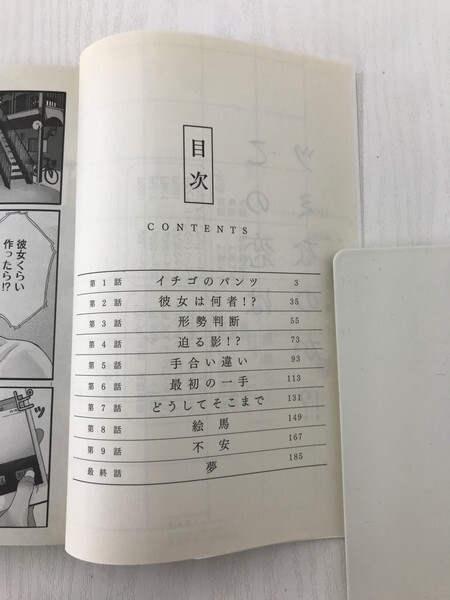 目次
CONTENTS
第1話 イチゴのパンツ 3
第2話 彼女は何者!? 35
第3話 形勢判断 55
第4話 迫る影!? 73
第5話 手合い違い 93
第6話 最初の一手 113
第7話 どうしてそこまで 131
第8話 絵馬 149
第9話 不安 167
最終話 夢 185
彼女くらい
作ったら!?